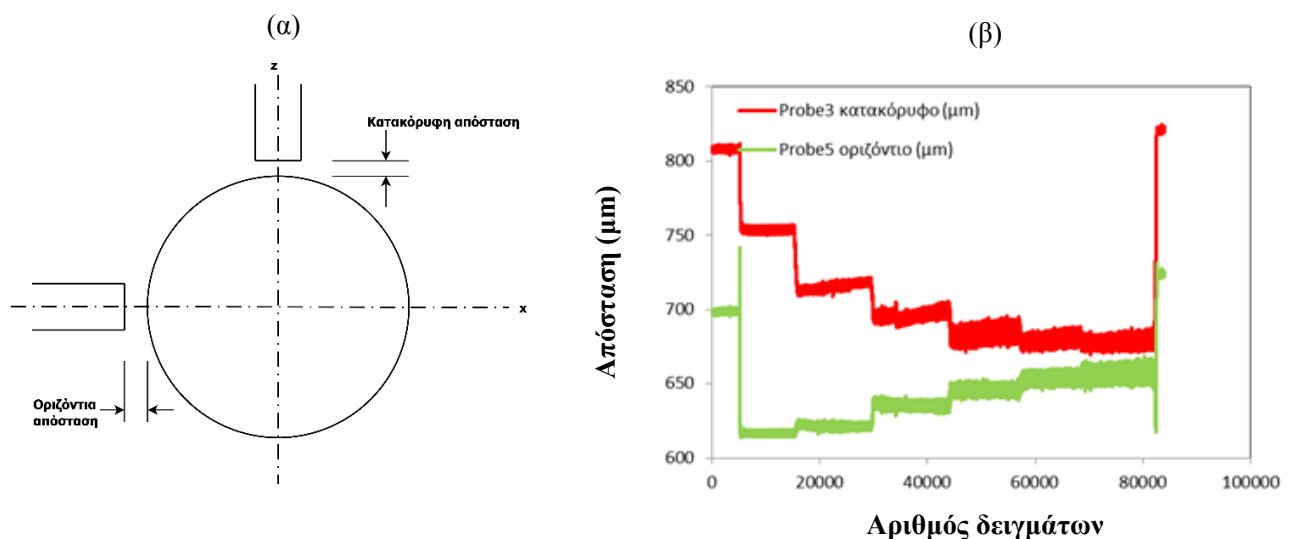 (α)
z
Κατακόρυφη απόσταση
x
Οριζόντια
απόσταση
(β)
850
800
750
700
650
600
Probe3 κατακόρυφο (μm)
Probe5 οριζόντιο (μm)
Απόσταση (μm)
0
20000
40000
60000
80000
100000
Αριθμός δειγμάτων